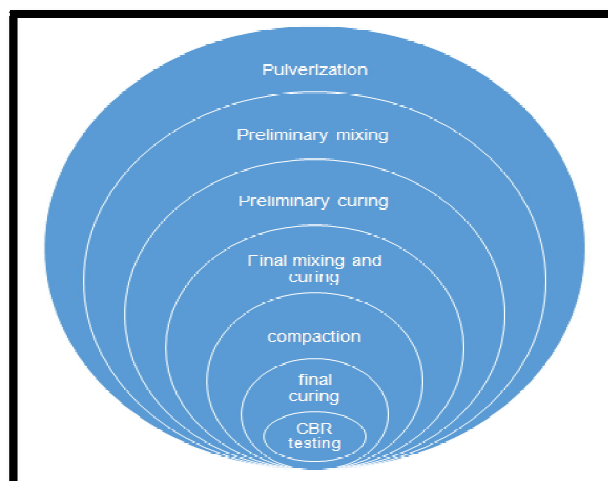 Pulverization
Preliminary mixing
Preliminary curing
Final mixing and
curing
compaction
final
curing
CBR
testing